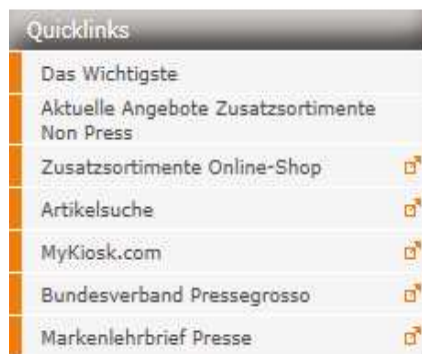 Quicklinks
Das Wichtigste
Aktuelle Angebote Zusatzsortimente
Non Press
Zusatzsortimente Online-Shop
Artikelsuche
MyKiosk.com
Bundesverband Pressegrosso
Markenlehrbrief Presse